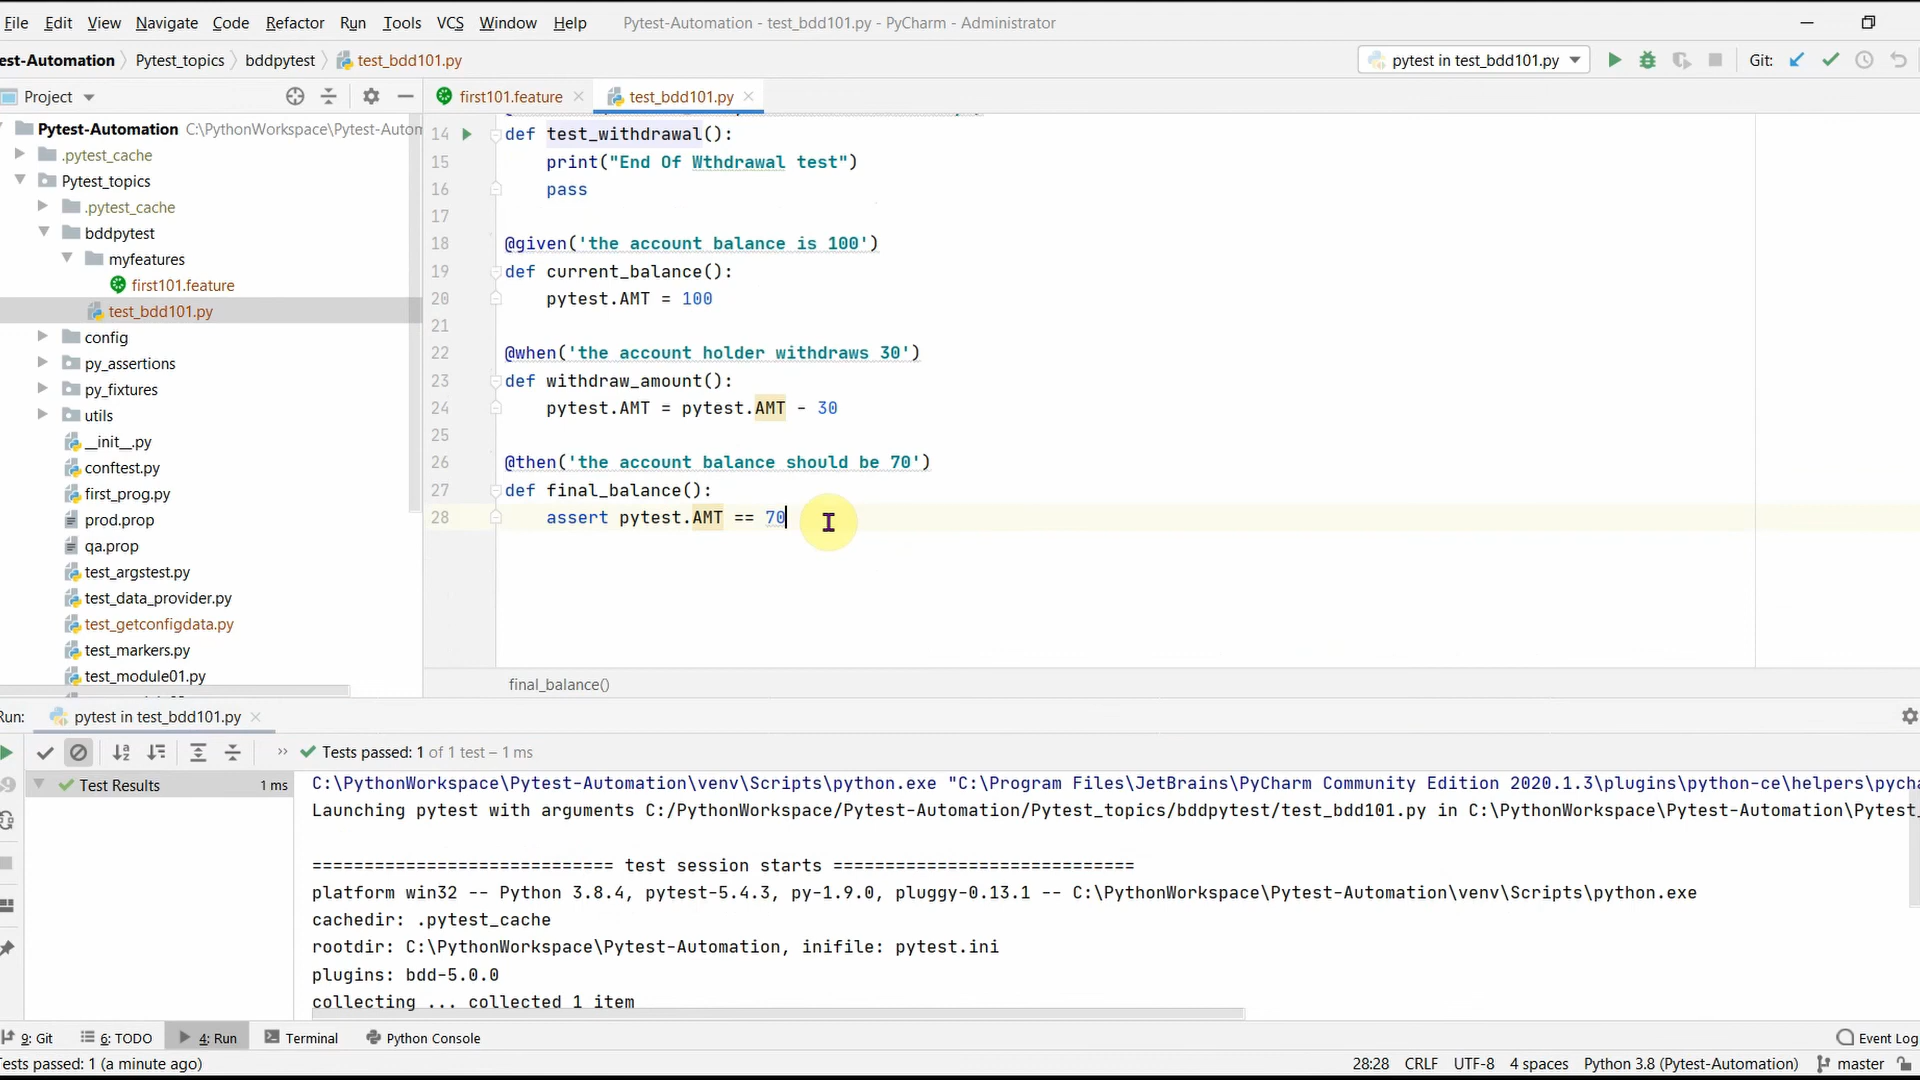 File Edit View Navigate Code Refactor Run Tools VCS Window Help Pytest-Automation - test_bdd101.py - PyCharm - Administrator
est-Automation Pytest_topics bddpytest test_bdd101.py pytest in test_bdd101.py Git:
Project first101.feature test_bdd101.py
Pytest-Automation C:\PythonWorkspace\Pytest-Autom
.pytest_cache
Pytest_topics
.pytest_cache
bddpytest
myfeatures
first101.feature
test_bdd101.py
config
py_assertions
py_fixtures
utils
__init__.py
conftest.py
first_prog.py
prod.prop
qa.prop
test_argstest.py
test_data_provider.py
test_getconfigdata.py
test_markers.py
test_module01.py
14 def test_withdrawal():
15 print("End Of Wthdrawal test")
16 pass
17
18 @given('the account balance is 100')
19 def current_balance():
20 pytest.AMT = 100
21
22 @when('the account holder withdraws 30')
23 def withdraw_amount():
24 pytest.AMT = pytest.AMT - 30
25
26 @then('the account balance should be 70')
27 def final_balance():
28 assert pytest.AMT == 70
final_balance()
Run: pytest in test_bdd101.py
Tests passed: 1 of 1 test – 1 ms
Test Results 1 ms
C:\PythonWorkspace\Pytest-Automation\venv\Scripts\python.exe "C:\Program Files\JetBrains\PyCharm Community Edition 2020.1.3\plugins\python-ce\helpers\pycha
Launching pytest with arguments C:/PythonWorkspace/Pytest-Automation/Pytest_topics/bddpytest/test_bdd101.py in C:\PythonWorkspace\Pytest-Automation\Pytest_
============================= test session starts =============================
platform win32 -- Python 3.8.4, pytest-5.4.3, py-1.9.0, pluggy-0.13.1 -- C:\PythonWorkspace\Pytest-Automation\venv\Scripts\python.exe
cachedir: .pytest_cache
rootdir: C:\PythonWorkspace\Pytest-Automation, inifile: pytest.ini
plugins: bdd-5.0.0
collecting ... collected 1 item
9: Git 6: TODO 4: Run Terminal Python Console Event Log
Tests passed: 1 (a minute ago) 28:28 CRLF UTF-8 4 spaces Python 3.8 (Pytest-Automation) master